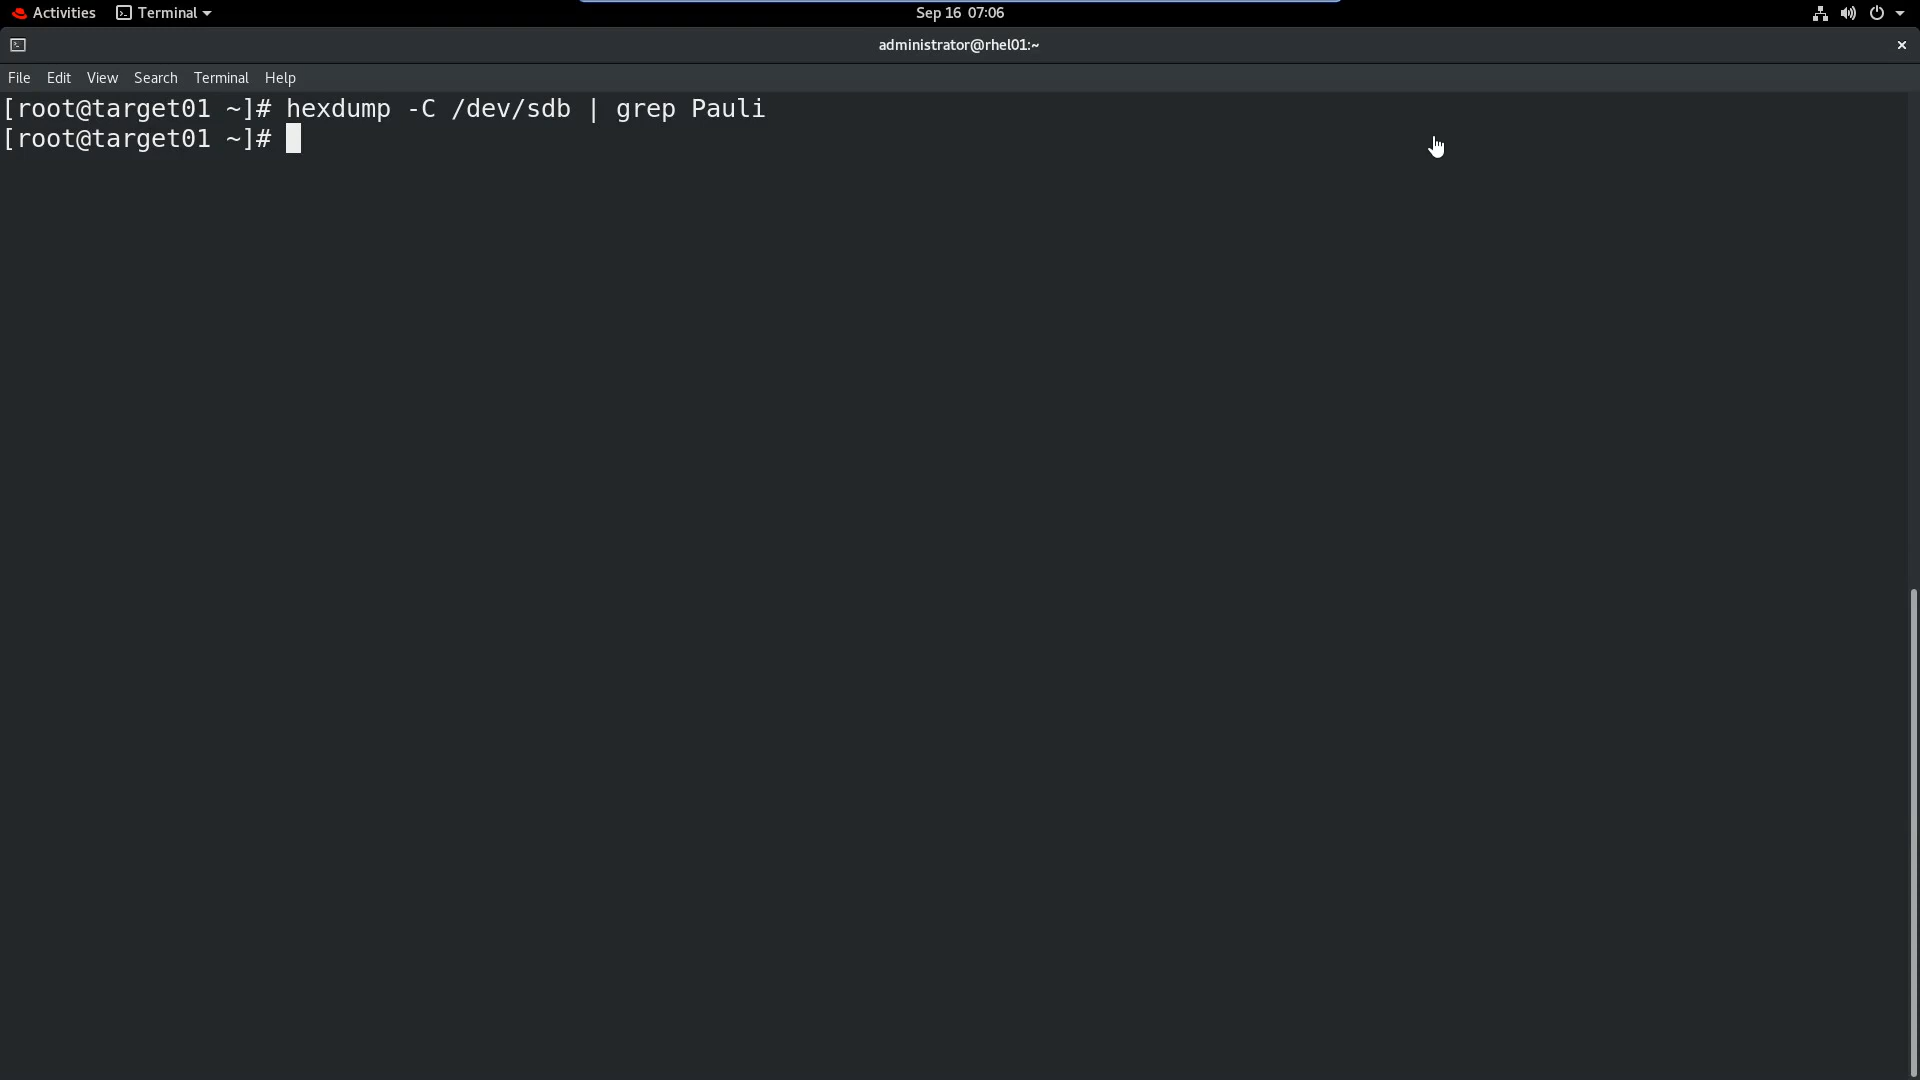 Activities Terminal Sep 16 07:06
administrator@rhel01:~
File Edit View Search Terminal Help
[root@target01 ~]# hexdump -C /dev/sdb | grep Pauli
[root@target01 ~]#